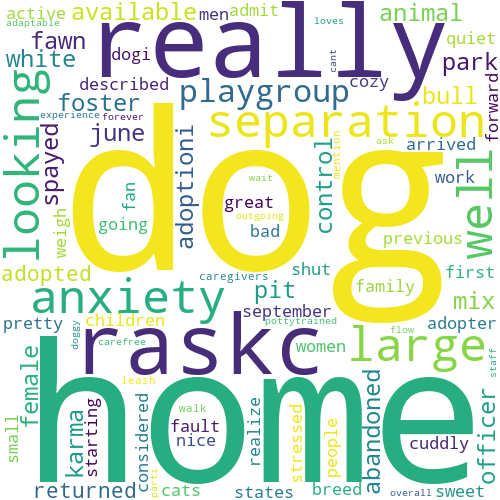 adaptable
active
available
men
admit
loves
animal
really
white
fawn
dogi
cant
quiet
park
described
cozy
looking
foster
playgroup
bull
forward
experience
forever
separation
june
spayed
adoptioni
dog
control
mention
ask
arrived
work
well
fan
great
wait
outgoing
going
bad
previous
weigh
adopted
caregivers
shut
family
first
anxiety
pit
mix
september
pretty
children
doggy
carefree
raskc
pottytrained
women
flow
adopter
large
staff
female
leash
home
small
karma
starting
considered
walk
fault
nice
realize
stressed
people
abandoned
cuddly
officer
returned
parti
cats
states
breed
overall
sweet